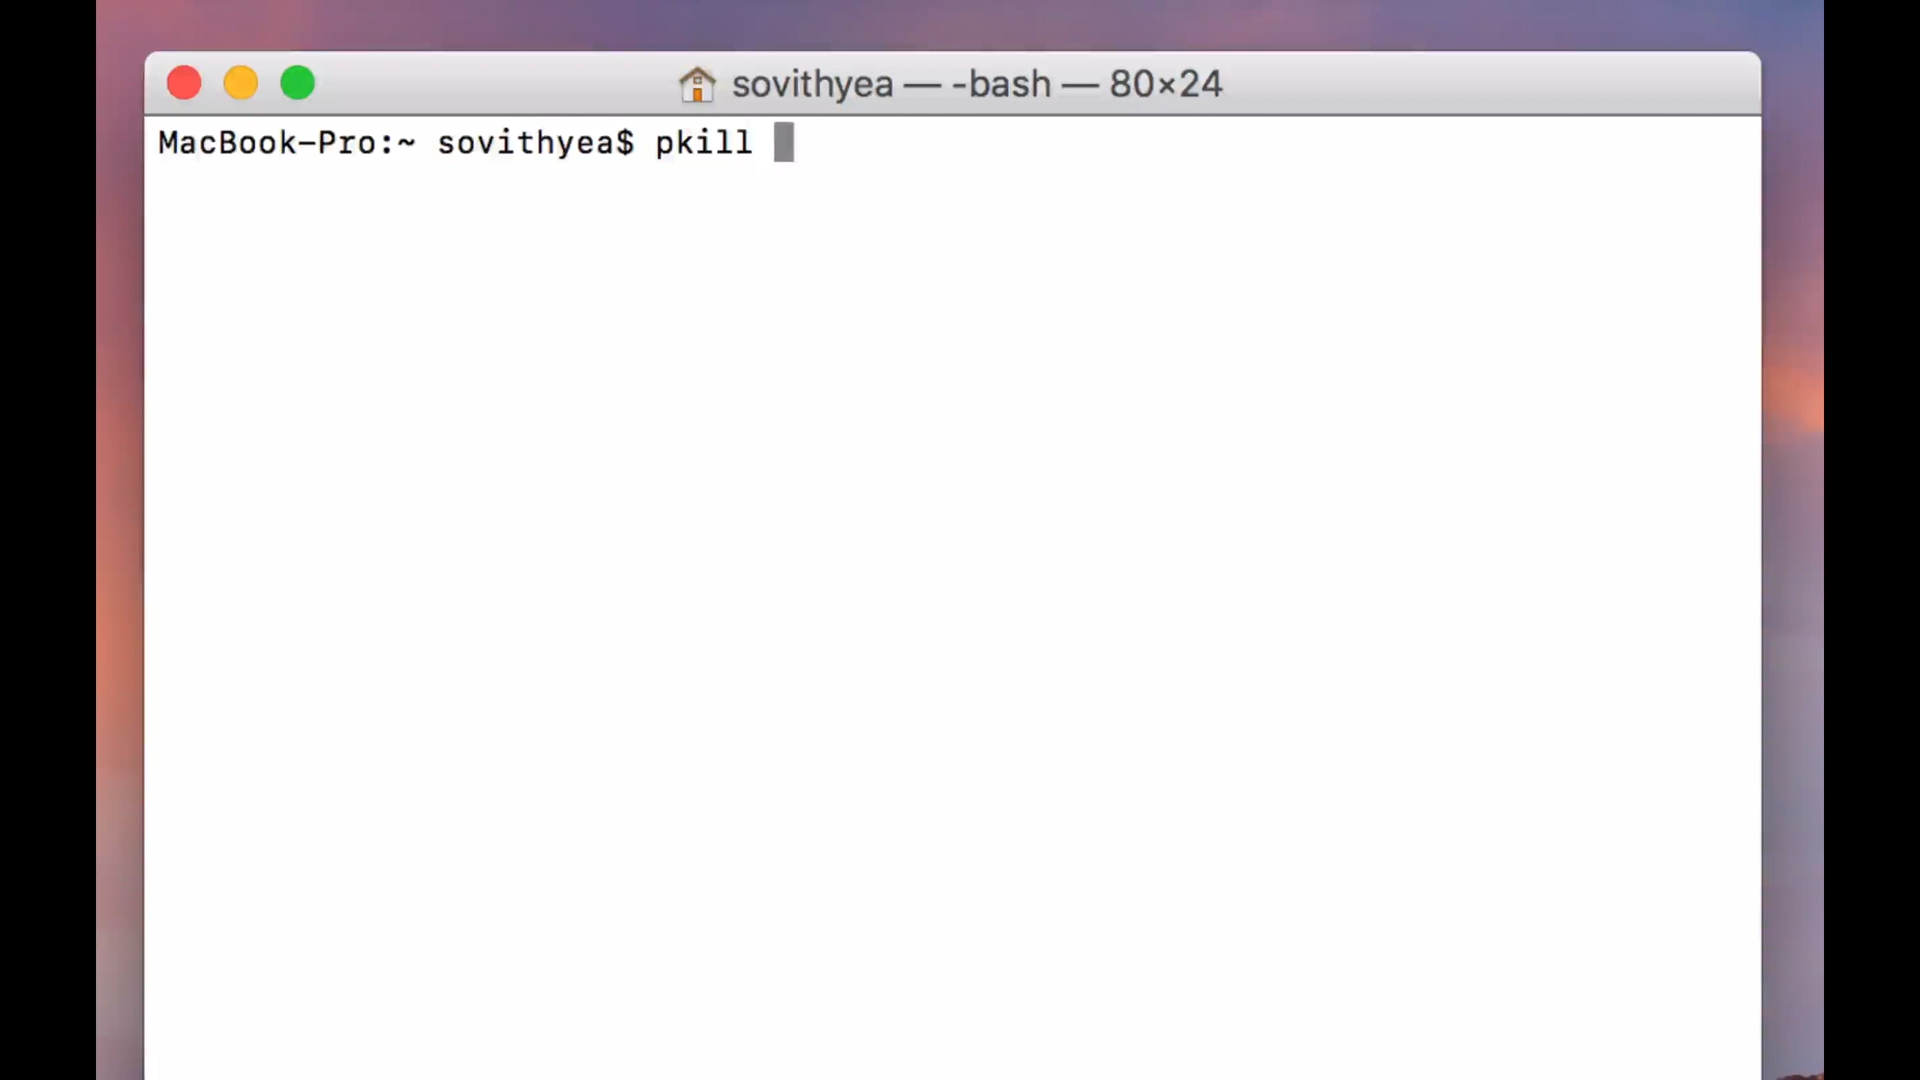 sovithyea — -bash — 80×24
MacBook-Pro:~ sovithyea$ pkill